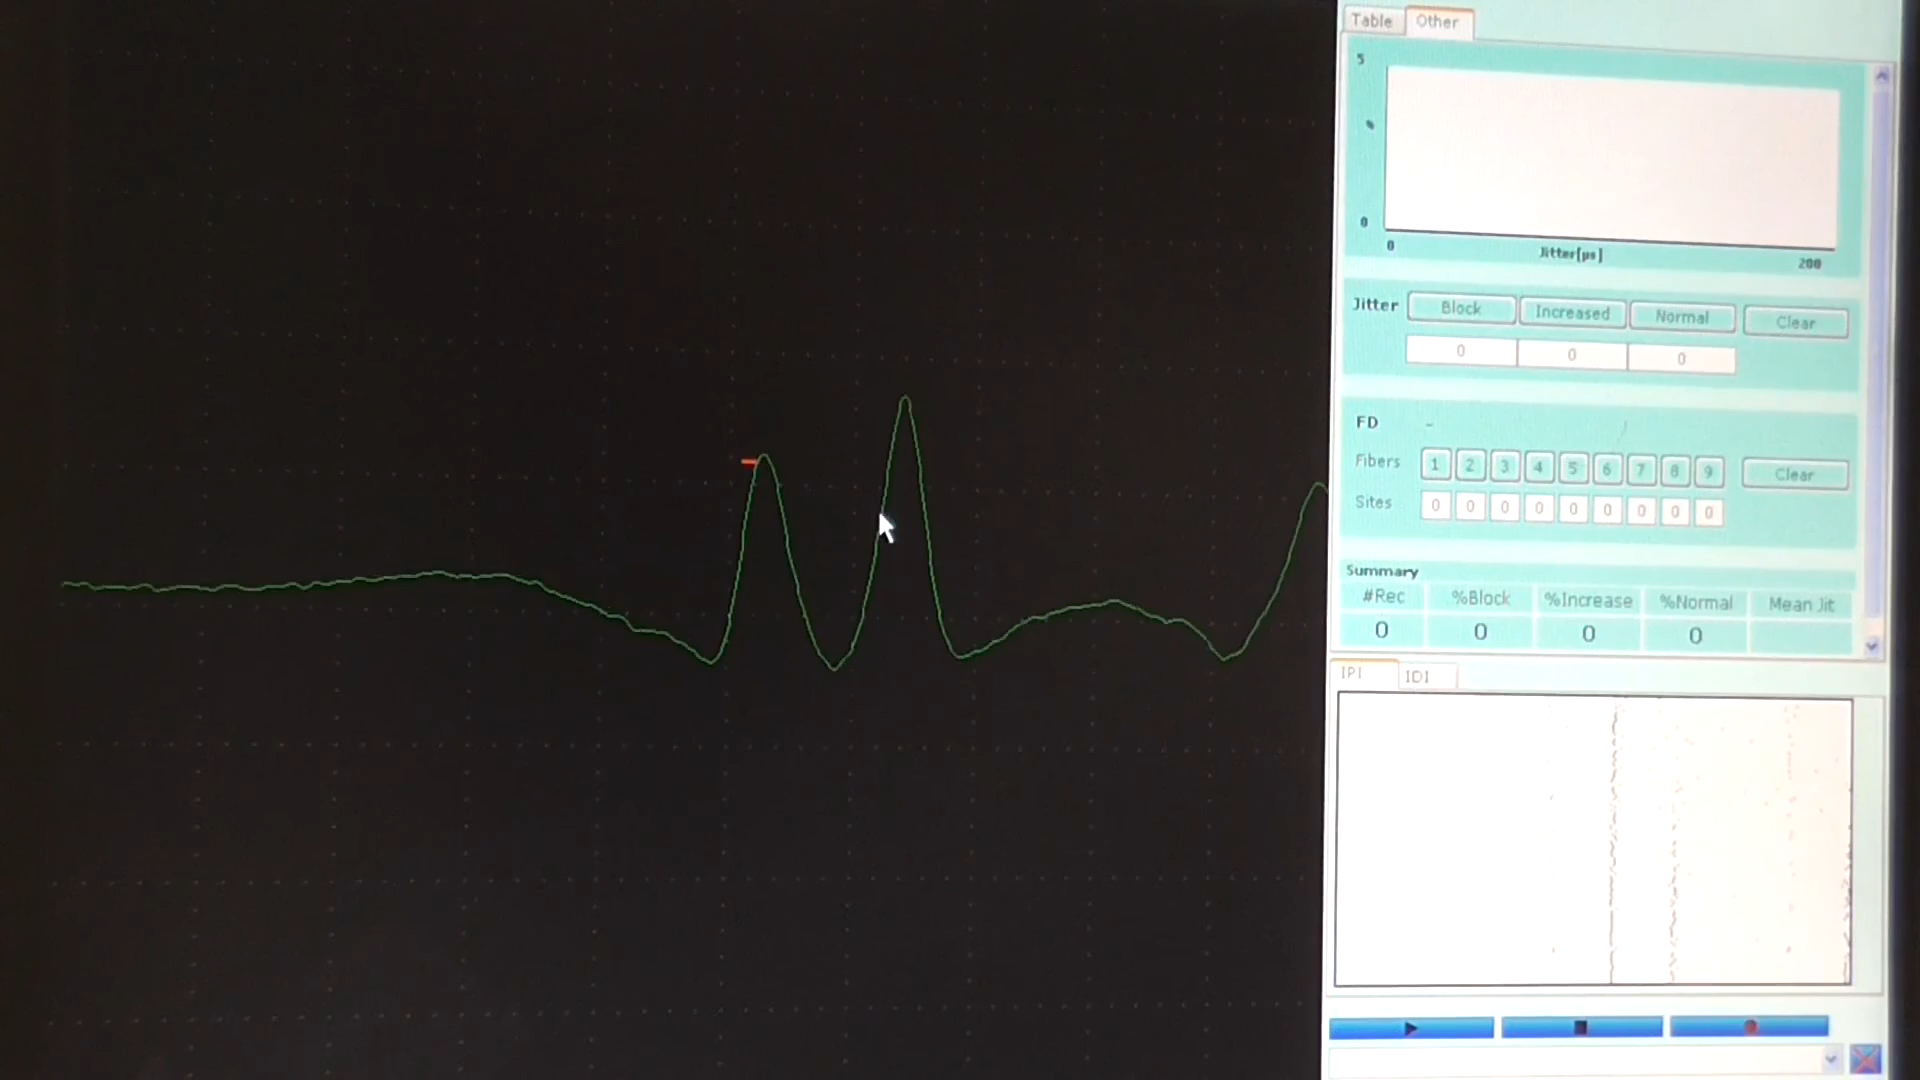 Table Other
5
%
0
0 Jitter[µs] 200
Jitter Block Increased Normal Clear
0 0 0
FD -
Fibers 1 2 3 4 5 6 7 8 9 Clear
Sites 0 0 0 0 0 0 0 0 0
Summary
#Rec %Block %Increase %Normal Mean Jit
0 0 0 0
IPI IDI